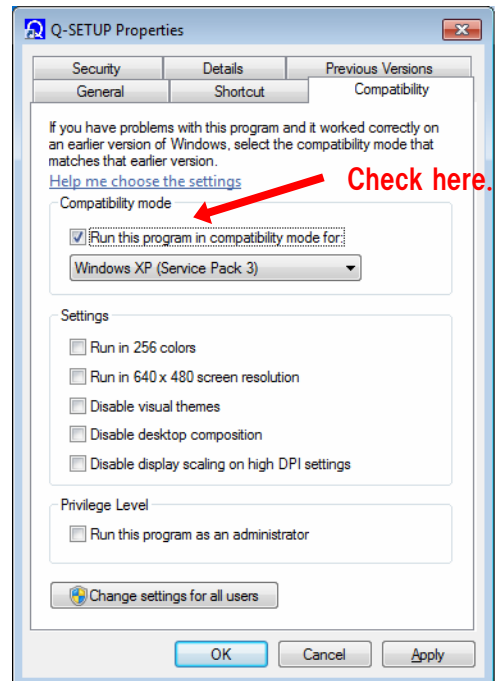 Q-SETUP Properties
Security Details Previous Versions
General Shortcut Compatibility
If you have problems with this program and it worked correctly on
an earlier version of Windows, select the compatibility mode that
matches that earlier version.
Help me choose the settings
Check here.
Compatibility mode
Run this program in compatibility mode for:
Windows XP (Service Pack 3)
Settings
Run in 256 colors
Run in 640 x 480 screen resolution
Disable visual themes
Disable desktop composition
Disable display scaling on high DPI settings
Privilege Level
Run this program as an administrator
Change settings for all users
OK Cancel Apply